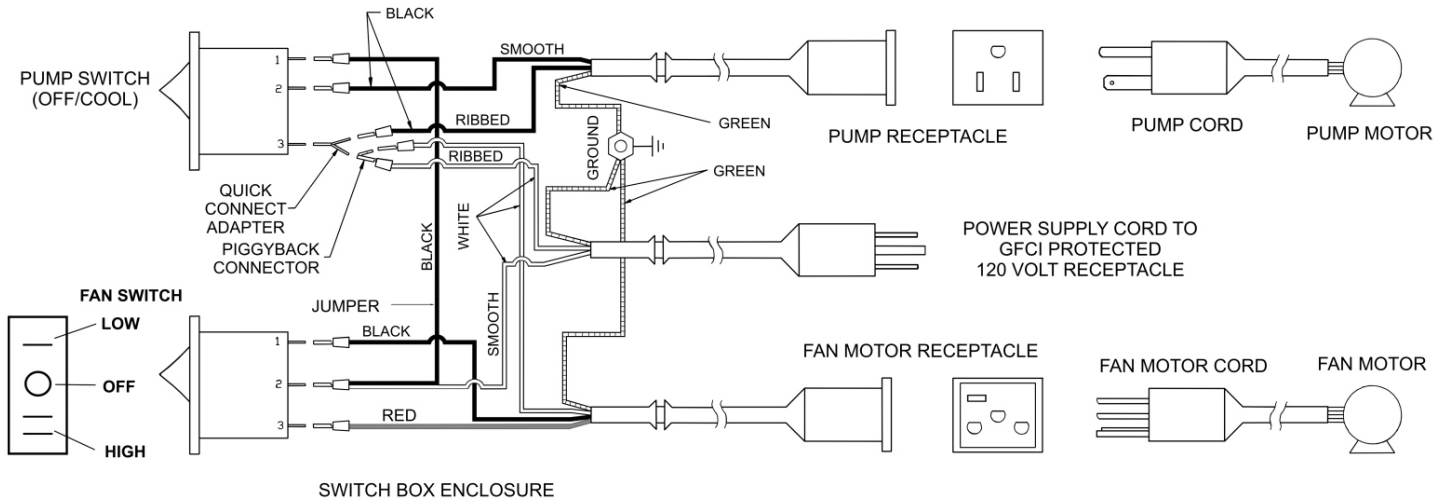 BLACK
PUMP SWITCH
(OFF/COOL)
1
2
3
SMOOTH
RIBBED
RIBBED
GREEN
GROUND
GREEN
PUMP RECEPTACLE
PUMP CORD
PUMP MOTOR
QUICK
CONNECT
ADAPTER
PIGGYBACK
CONNECTOR
BLACK
WHITE
POWER SUPPLY CORD TO
GFCI PROTECTED
120 VOLT RECEPTACLE
JUMPER
SMOOTH
FAN SWITCH
LOW
OFF
HIGH
1
2
3
BLACK
RED
FAN MOTOR RECEPTACLE
FAN MOTOR CORD
FAN MOTOR
SWITCH BOX ENCLOSURE